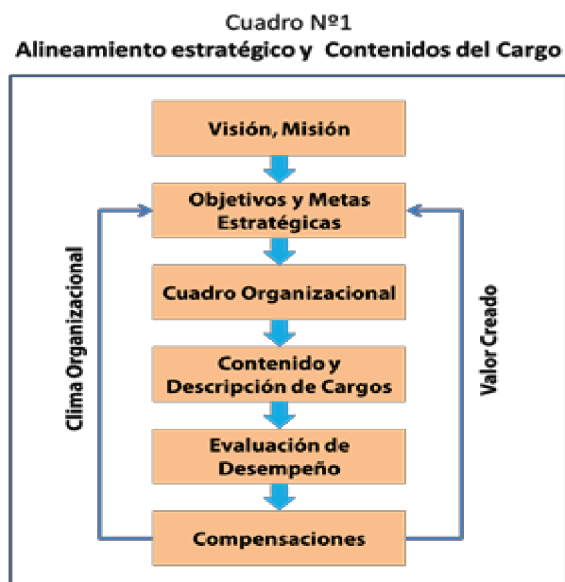 Cuadro Nº1
Alineamiento estratégico y Contenidos del Cargo
Visión, Misión
Objetivos y Metas
Estratégicas
Cuadro Organizacional
Contenido y
Descripción de Cargos
Evaluación de
Desempeño
Compensaciones
Clima Organizacional
Valor Creado